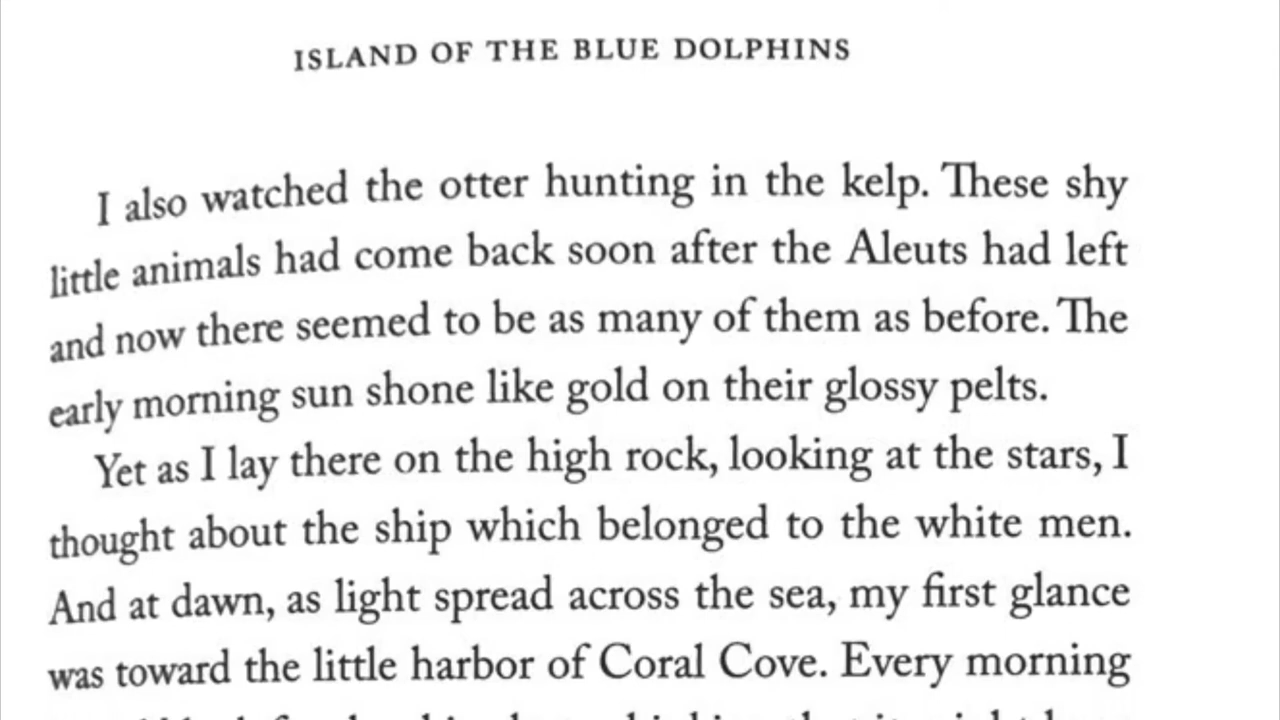 ISLAND OF THE BLUE DOLPHINS
I also watched the otter hunting in the kelp. These shy
little animals had come back soon after the Aleuts had left
and now there seemed to be as many of them as before. The
early morning sun shone like gold on their glossy pelts.
Yet as I lay there on the high rock, looking at the stars, I
thought about the ship which belonged to the white men.
And at dawn, as light spread across the sea, my first glance
was toward the little harbor of Coral Cove. Every morning